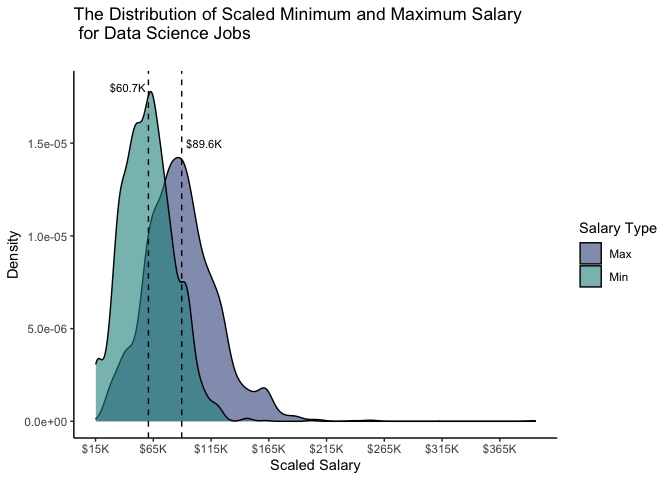 The Distribution of Scaled Minimum and Maximum Salary
for Data Science Jobs
$60.7K
$89.6K
1.5e-05
1.0e-05
5.0e-06
0.0e+00
Density
$15K $65K $115K $165K $215K $265K $315K $365K
Scaled Salary
Salary Type
Max
Min